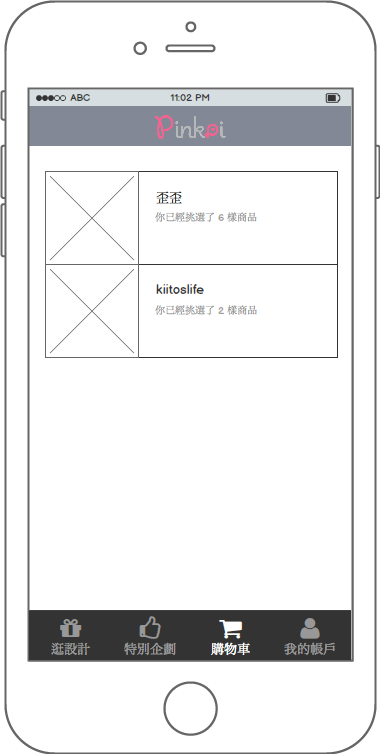 ABC 11:02 PM
Pinkoi
歪歪
你已經挑選了 6 樣商品
kiitoslife
你已經挑選了 2 樣商品
逛設計 特別企劃 購物車 我的帳戶